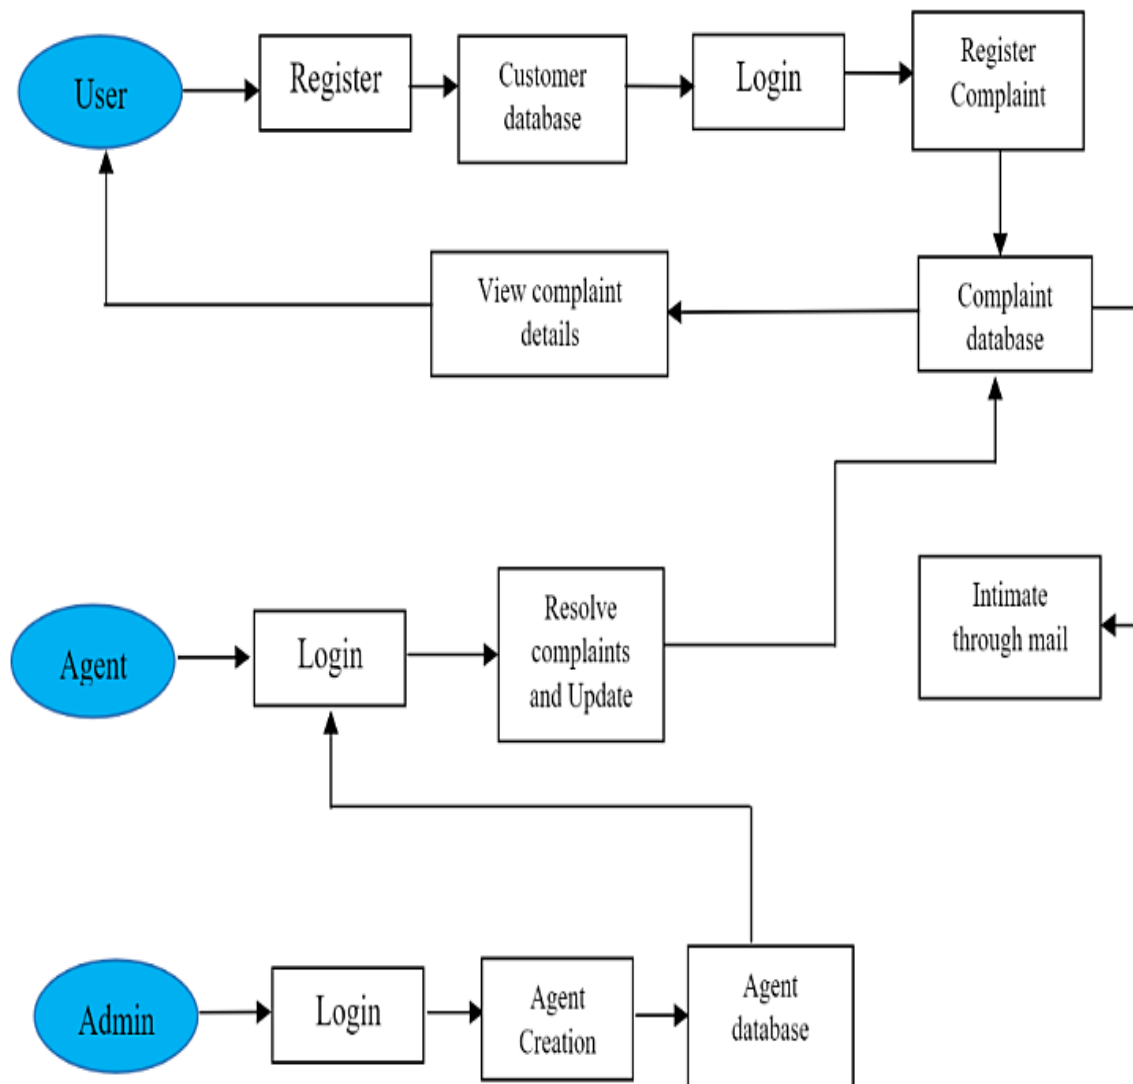 User
Register
Customer
database
Login
Register
Complaint
View complaint
details
Complaint
database
Agent
Login
Resolve
complaints
and Update
Intimate
through mail
Admin
Login
Agent
Creation
Agent
database